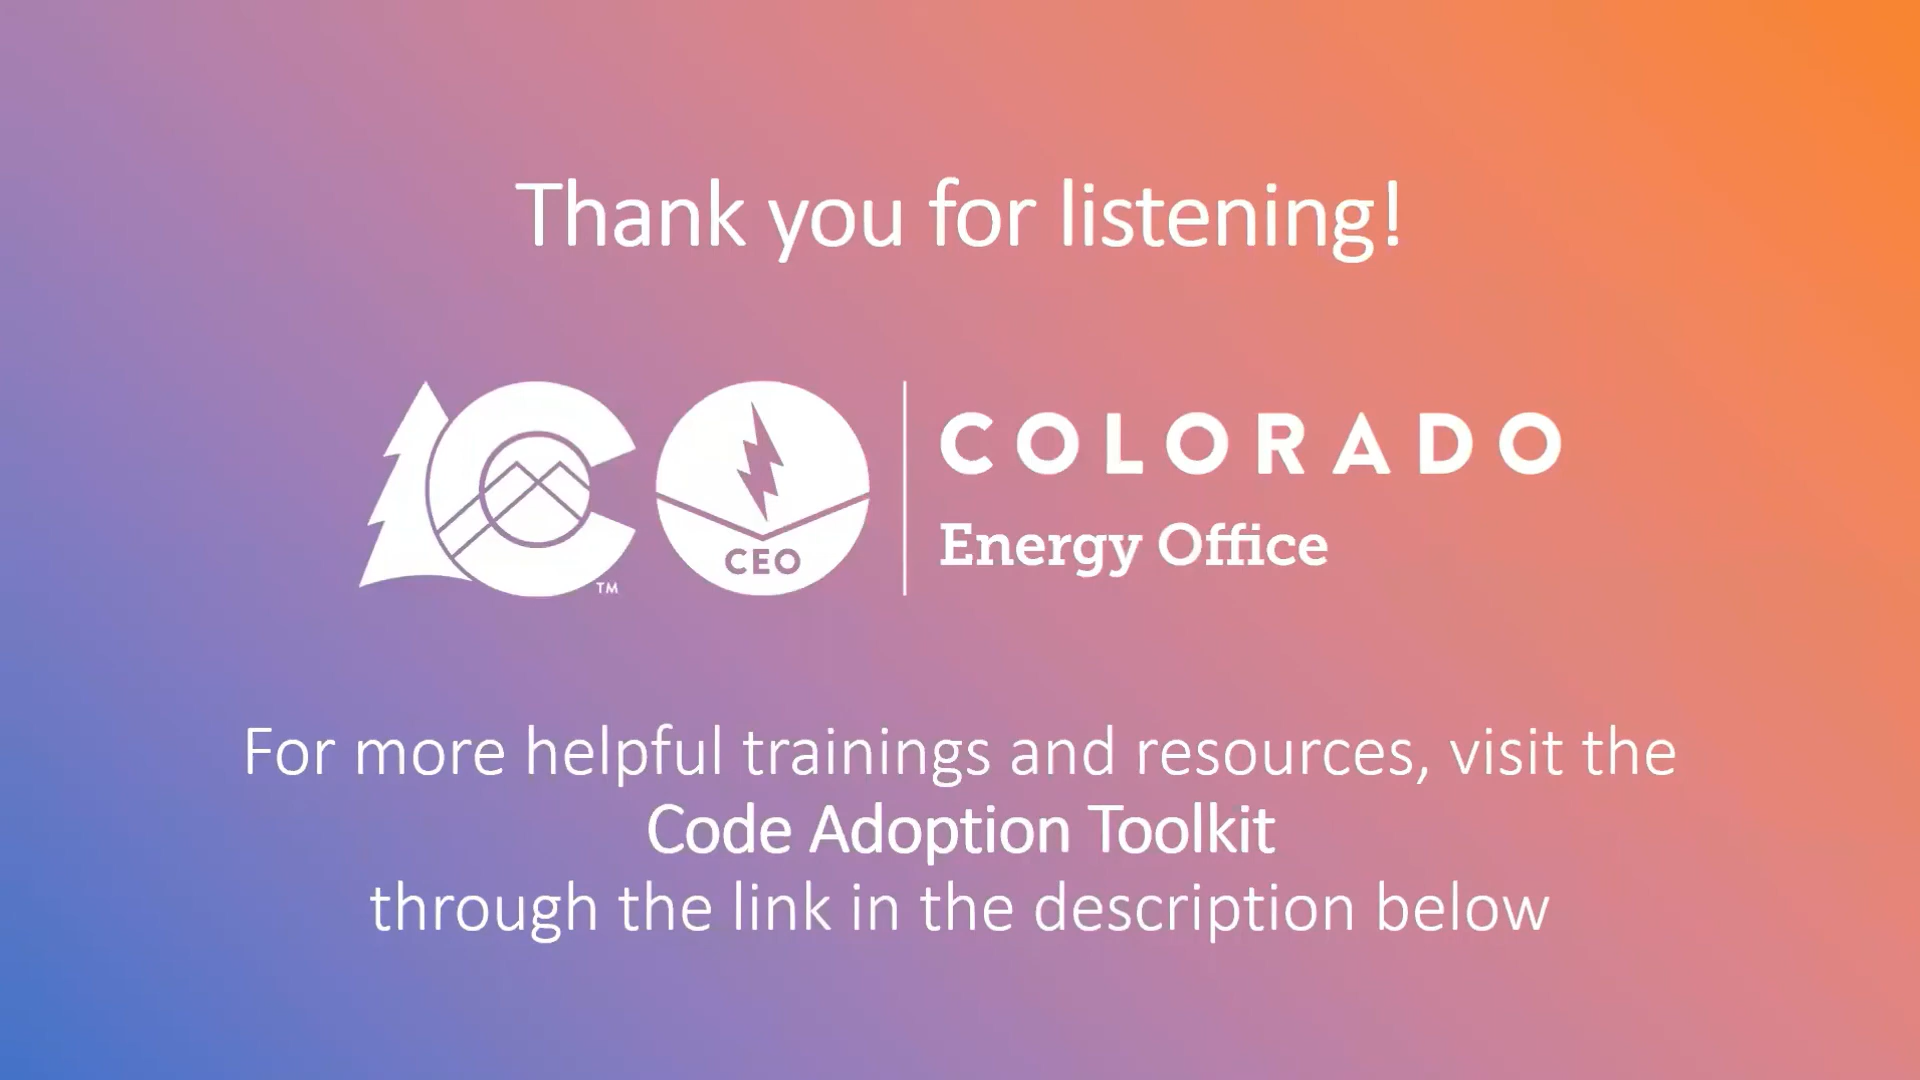 Thank you for listening!
TM
CEO
COLORADO
Energy Office
For more helpful trainings and resources, visit the
Code Adoption Toolkit
through the link in the description below